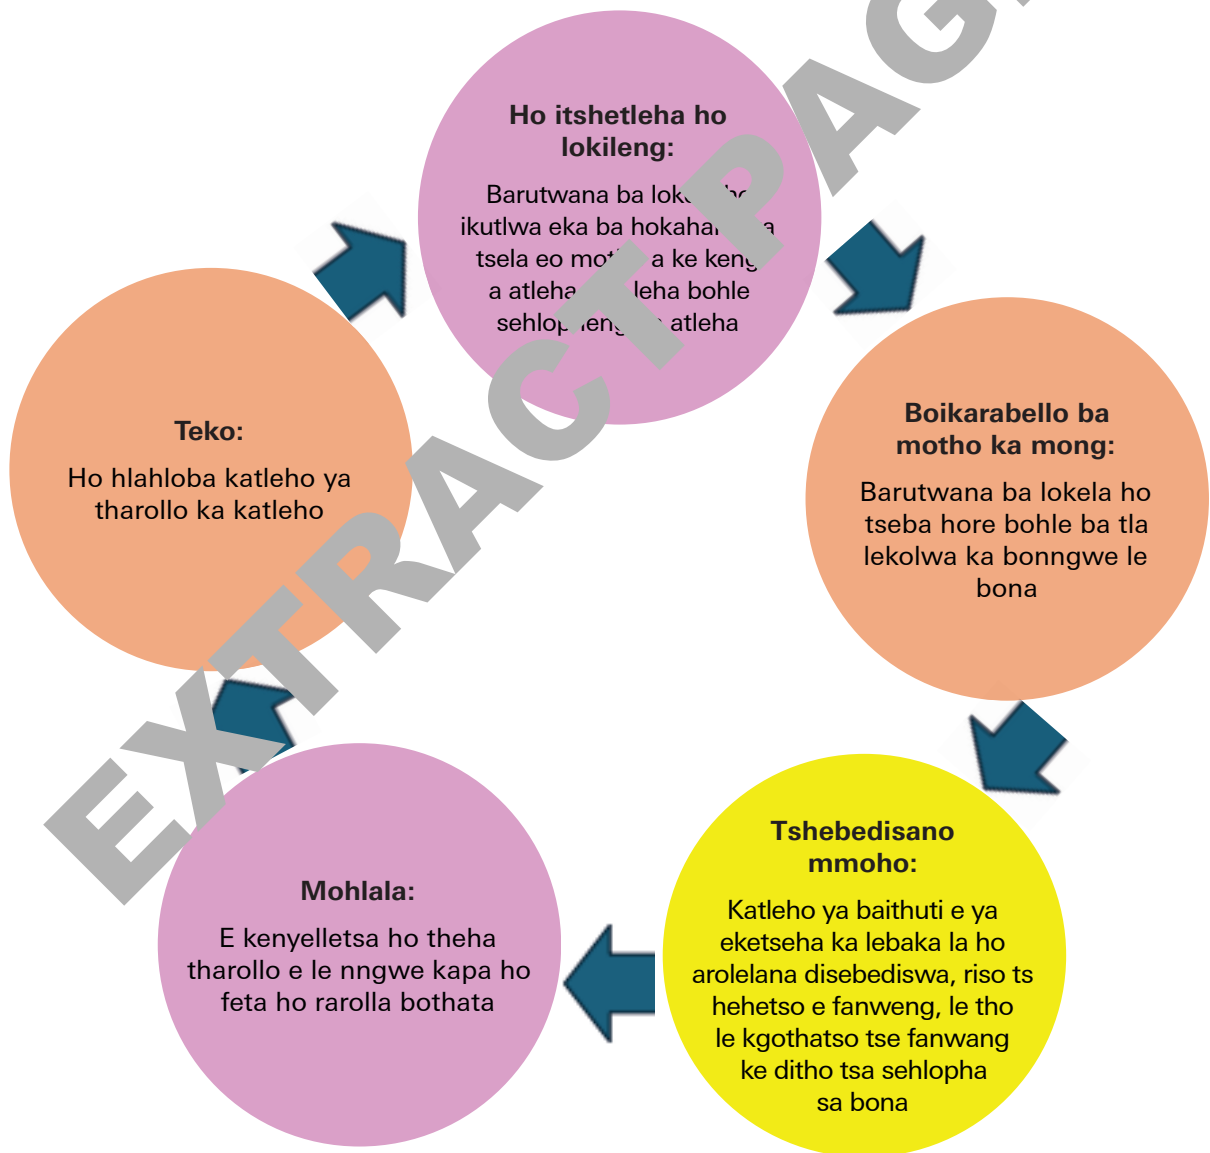 Ho itshetleha ho
lokileng:
Barutwana ba
ikutlwa eka ba
tsela eo a ke keng
a atleha bohle
atleha
Boikarabello ba
motho ka mong:
Barutwana ba lokela ho
tseba hore bohle ba tla
lekolwa ka bonngwe le
bona
Tshebedisano
mmoho:
Katleho ya baithuti e ya
eketseha ka lebaka la ho
arolelana disebediswa, riso ts
hehetso e fanweng, le tho
le kgothatso tse fanwang
ke ditho tsa sehlopha
sa bona
Mohlala:
E kenyelletsa ho theha
tharollo e le nngwe kapa ho
feta ho rarolla bothata
Teko:
Ho hlahloba katleho ya
tharollo ka katleho
EXTRACT PAG